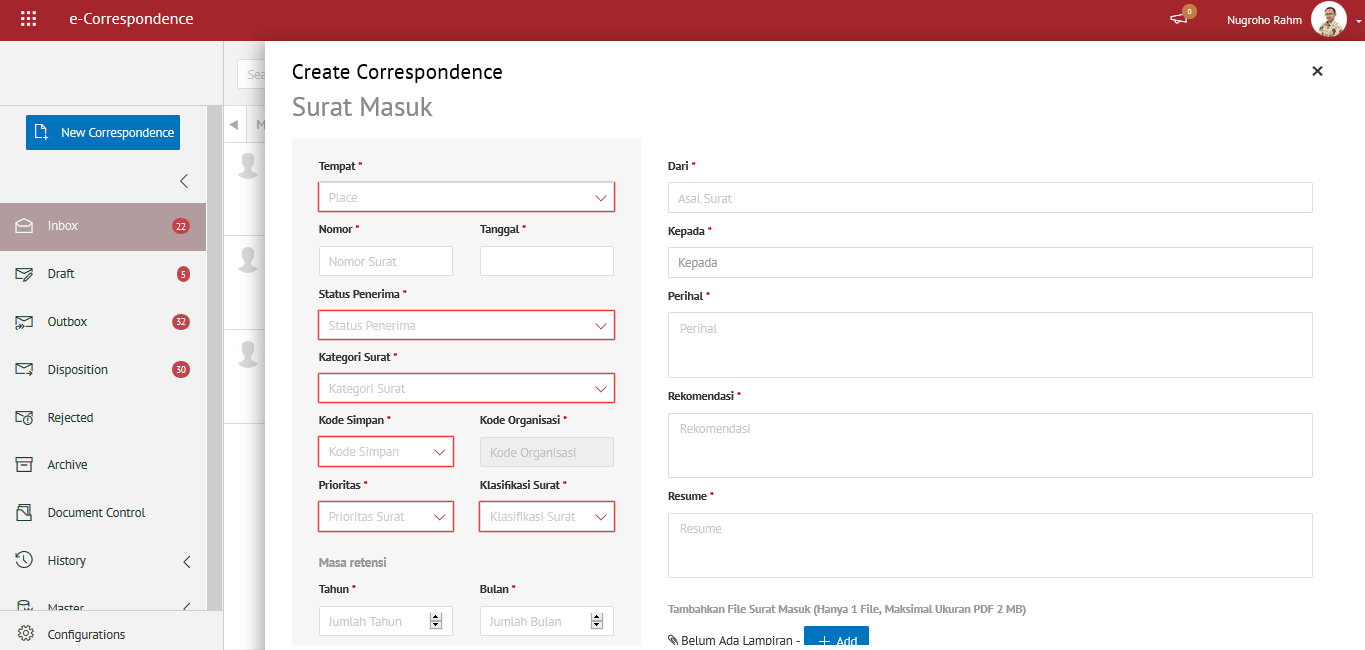 e-Correspondence
0
Nugroho Rahm
New Correspondence
Inbox 22
Draft 5
Outbox 32
Disposition 30
Rejected
Archive
Document Control
History
Master
Configurations
Create Correspondence
Surat Masuk
Tempat *
Place
Nomor *
Tanggal *
Nomor Surat
Status Penerima *
Status Penerima
Kategori Surat *
Kategori Surat
Kode Simpan *
Kode Organisasi *
Kode Simpan
Kode Organisasi
Prioritas *
Klasifikasi Surat *
Prioritas Surat
Klasifikasi Surat
Masa retensi
Tahun *
Bulan *
Jumlah Tahun
Jumlah Bulan
Dari *
Asal Surat
Kepada *
Kepada
Perihal *
Perihal
Rekomendasi *
Rekomendasi
Resume *
Resume
Tambahkan File Surat Masuk (Hanya 1 File, Maksimal Ukuran PDF 2 MB)
Belum Ada Lampiran -
+ Add